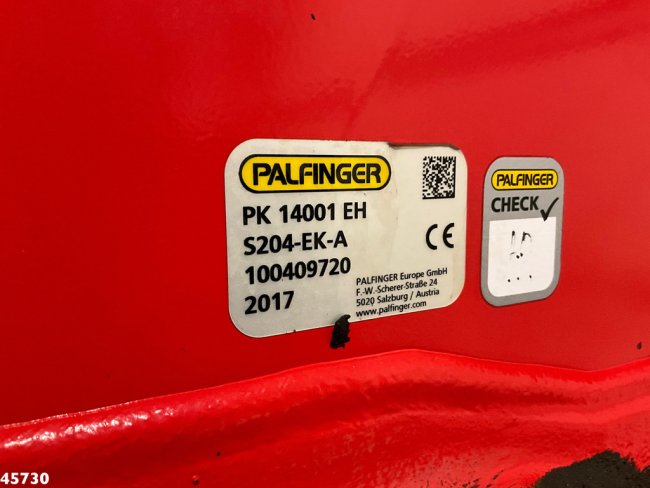 PALFINGER
PK 14001 EH
S204-EK-A
100409720
2017
PALFINGER Europe GmbH
F.-W.-Scherer-Straße 24
5020 Salzburg / Austria
www.palfinger.com
CE
PALFINGER
CHECK
45730